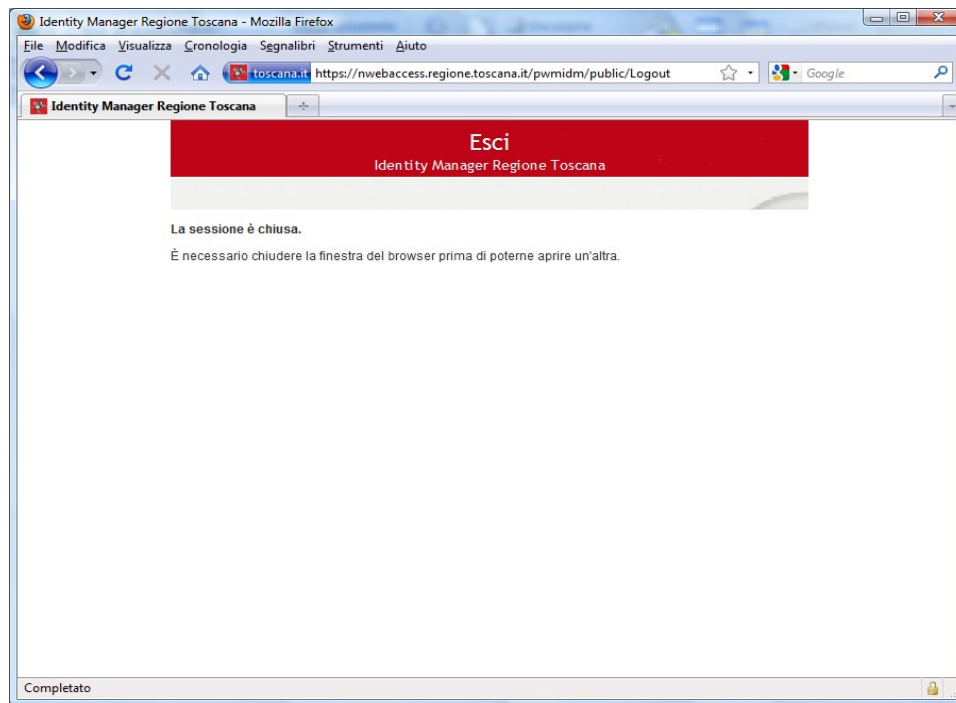 Identity Manager Regione Toscana - Mozilla Firefox
File Modifica Visualizza Cronologia Segnalibri Strumenti Aiuto
toscana.it https://nwebaccess.regione.toscana.it/pwmidm/public/Logout Google
Identity Manager Regione Toscana
Esci
Identity Manager Regione Toscana
La sessione è chiusa.
È necessario chiudere la finestra del browser prima di poterne aprire un'altra.
Completato